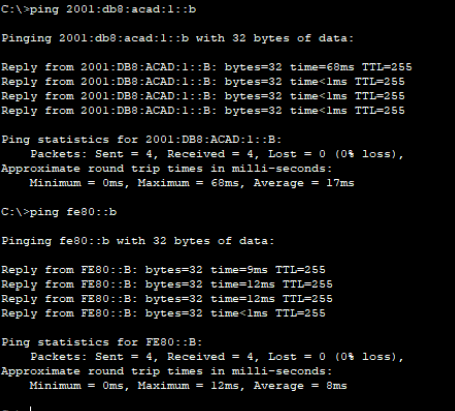 C:\>ping 2001:db8:acad:1::b
Pinging 2001:db8:acad:1::b with 32 bytes of data:
Reply from 2001:DB8:ACAD:1::B: bytes=32 time=68ms TTL=255
Reply from 2001:DB8:ACAD:1::B: bytes=32 time<1ms TTL=255
Reply from 2001:DB8:ACAD:1::B: bytes=32 time<1ms TTL=255
Reply from 2001:DB8:ACAD:1::B: bytes=32 time<1ms TTL=255
Ping statistics for 2001:DB8:ACAD:1::B:
Packets: Sent = 4, Received = 4, Lost = 0 (0% loss),
Approximate round trip times in milli-seconds:
Minimum = 0ms, Maximum = 68ms, Average = 17ms
C:\>ping fe80::b
Pinging fe80::b with 32 bytes of data:
Reply from FE80::B: bytes=32 time=9ms TTL=255
Reply from FE80::B: bytes=32 time=12ms TTL=255
Reply from FE80::B: bytes=32 time=12ms TTL=255
Reply from FE80::B: bytes=32 time<1ms TTL=255
Ping statistics for FE80::B:
Packets: Sent = 4, Received = 4, Lost = 0 (0% loss),
Approximate round trip times in milli-seconds:
Minimum = 0ms, Maximum = 12ms, Average = 8ms